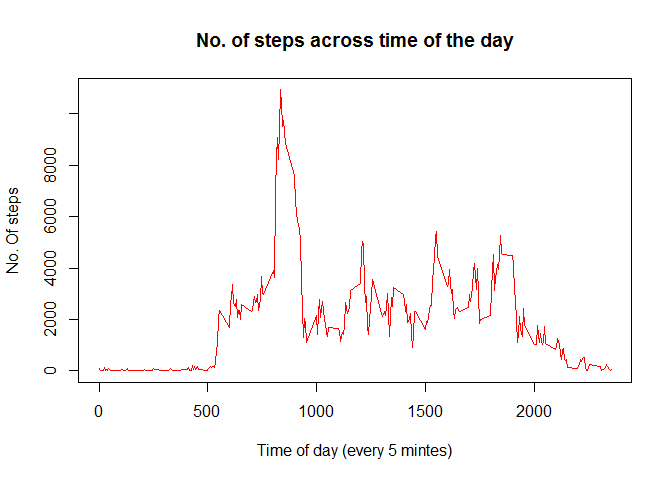 No. of steps across time of the day
No. Of steps
8000
6000
4000
2000
0
0 500 1000 1500 2000
Time of day (every 5 mintes)